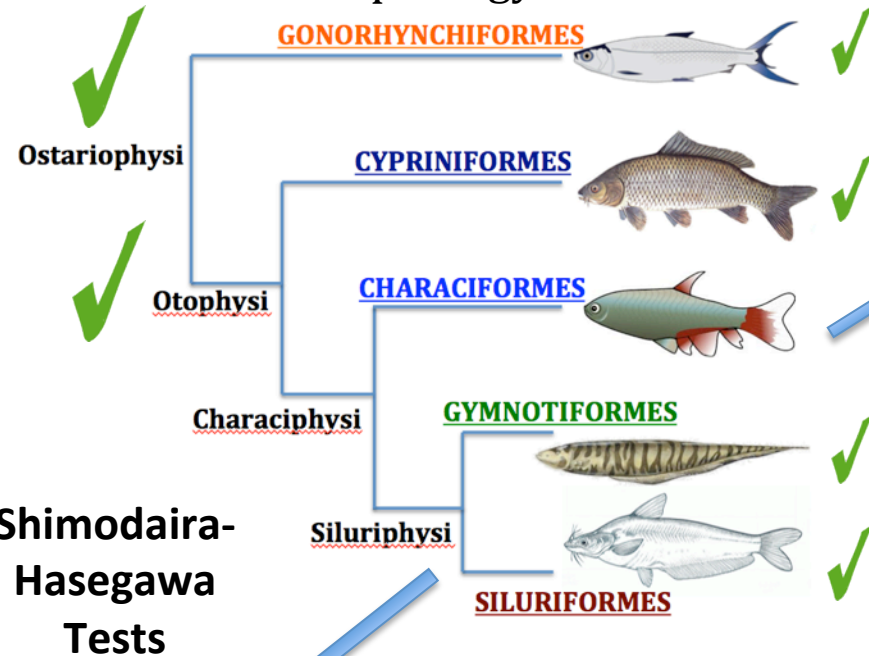 GONORHYNCHIFORMES
Ostariophysi
CYPRINIFORMES
CHARACIFORMES
Otophysi
GYMNOTIFORMES
Characiphysi
Siluriphysi
SILURIFORMES
Shimodaira-
Hasegawa
Tests